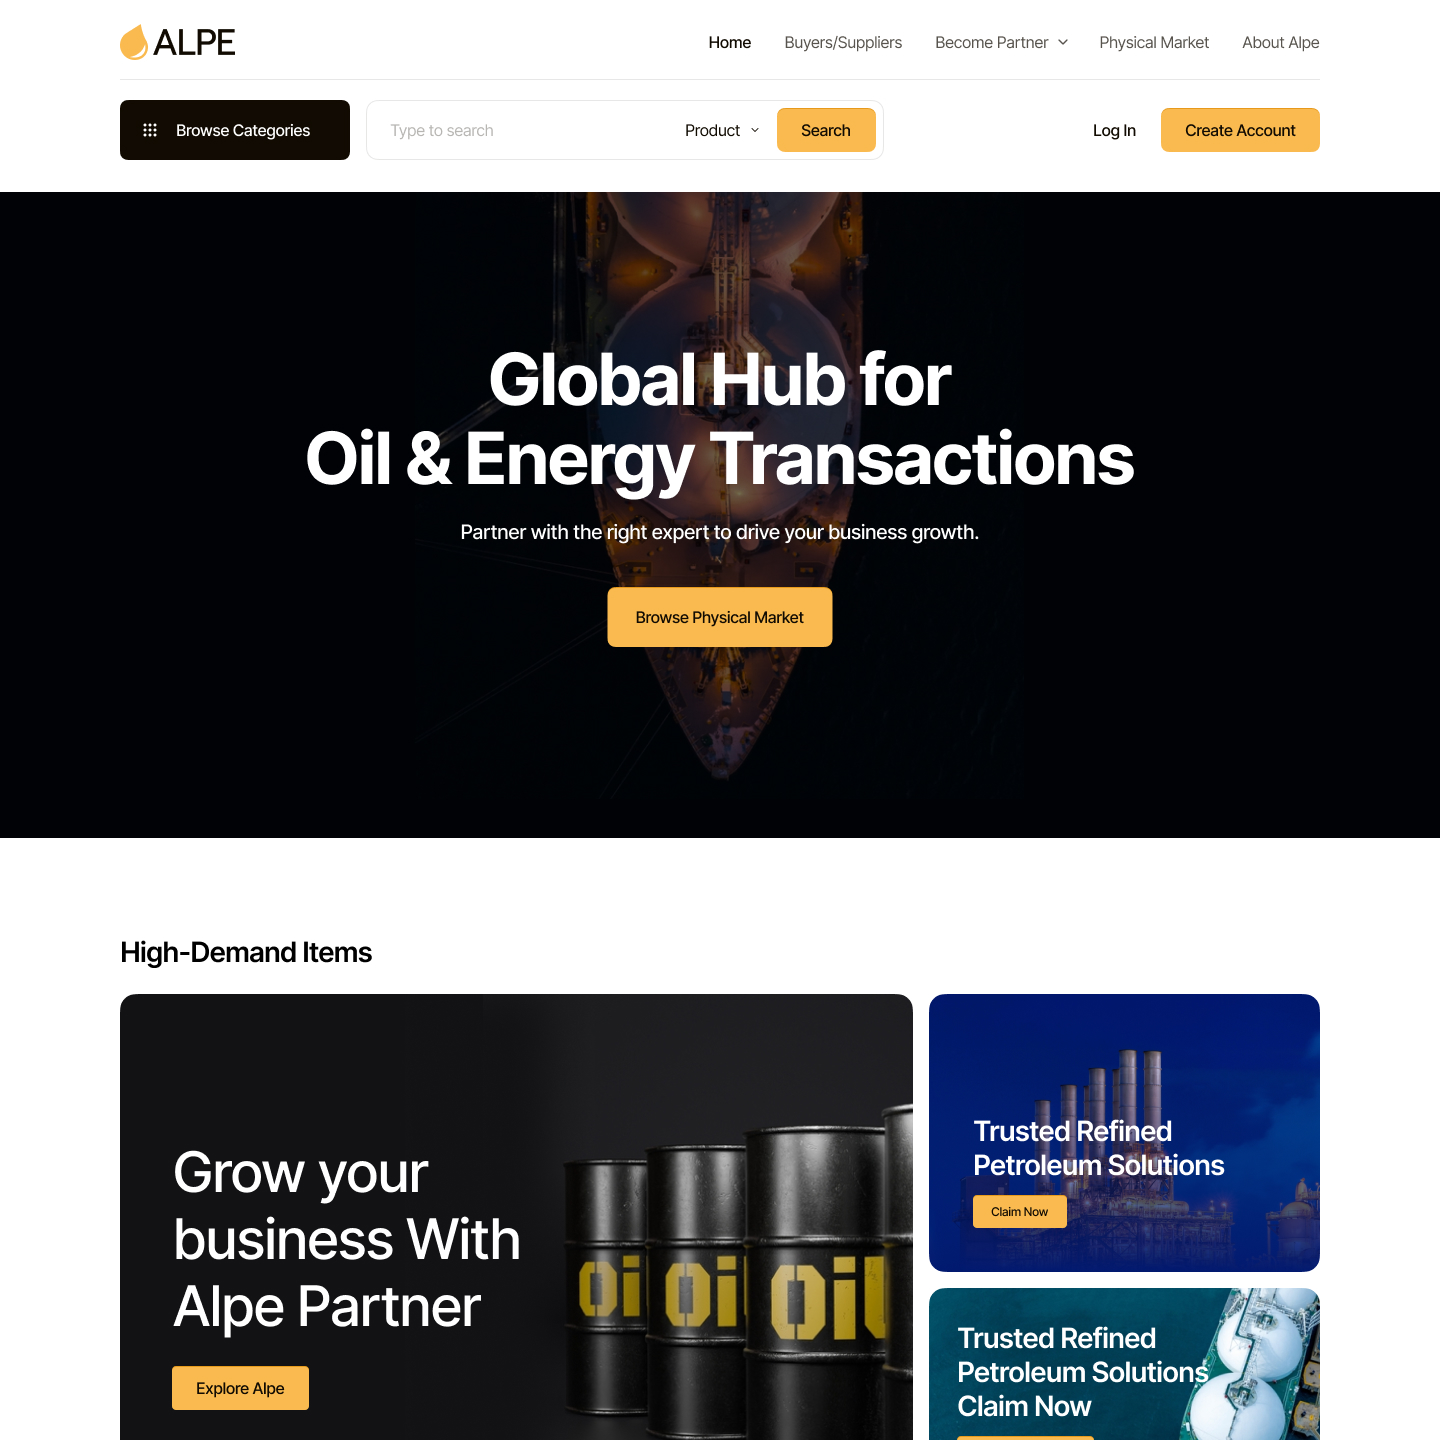 ALPE
Home Buyers/Suppliers Become Partner Physical Market About Alpe
Browse Categories Type to search Product Search Log In Create Account
Global Hub for
Oil & Energy Transactions
Partner with the right expert to drive your business growth.
Browse Physical Market
High-Demand Items
Grow your
business With
Alpe Partner
Explore Alpe
Oi Oi Oil
Trusted Refined
Petroleum Solutions
Claim Now
Trusted Refined
Petroleum Solutions
Claim Now